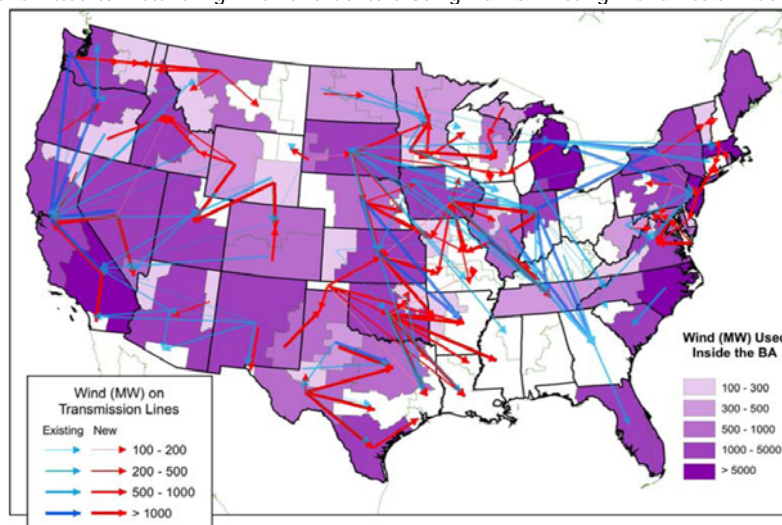 Wind (MW) Used
Inside the BA
100 - 300
300 - 500
500 - 1000
1000 - 5000
> 5000
Wind (MW) on
Transmission Lines
Existing New
100 - 200
200 - 500
500 - 1000
> 1000